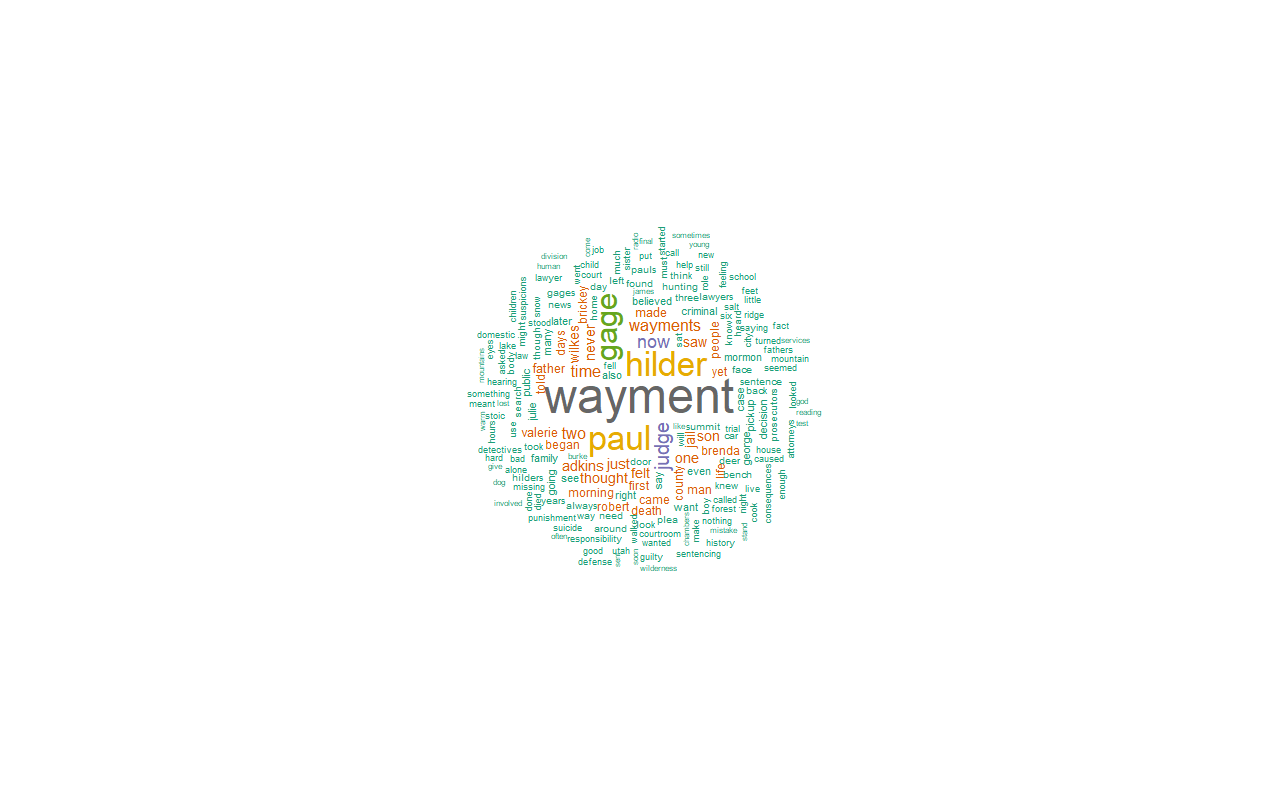 sometimes
radio final started young
come job much sister put call new
division pauls must help still
human child think role feeling
lawyer went court left found hunting school
children suspicions gages day james believed three lawyers salt feet
snow news brickey home made criminal six ridge little
might stood later wayments know heard saying fact
domestic though many days wilkes never gage now sat saw people city turned services
eyes lake law fathers
mountains asked body father time fell hilder yet mormon mountain
hearing public told also face seemed
something wayment case sentence
meant lost search julie back looked god
want stoic use paul judge like summit pickup decision prosecutors reading
hours valerie two will jail son car trial george test
detectives took began one brenda house attorneys
hard bad family burke door deer caused
give alone adkins just felt say even life bench
dog hilders going see thought first county knew live consequences enough
missing morning right man called night cook
involved done died years always robert came death want boy forest
punishment way need look plea nothing
suicide around walked courtroom chambers make mistake stand
often responsibility wanted history
good utah soon guilty sentencing
defense sent wilderness